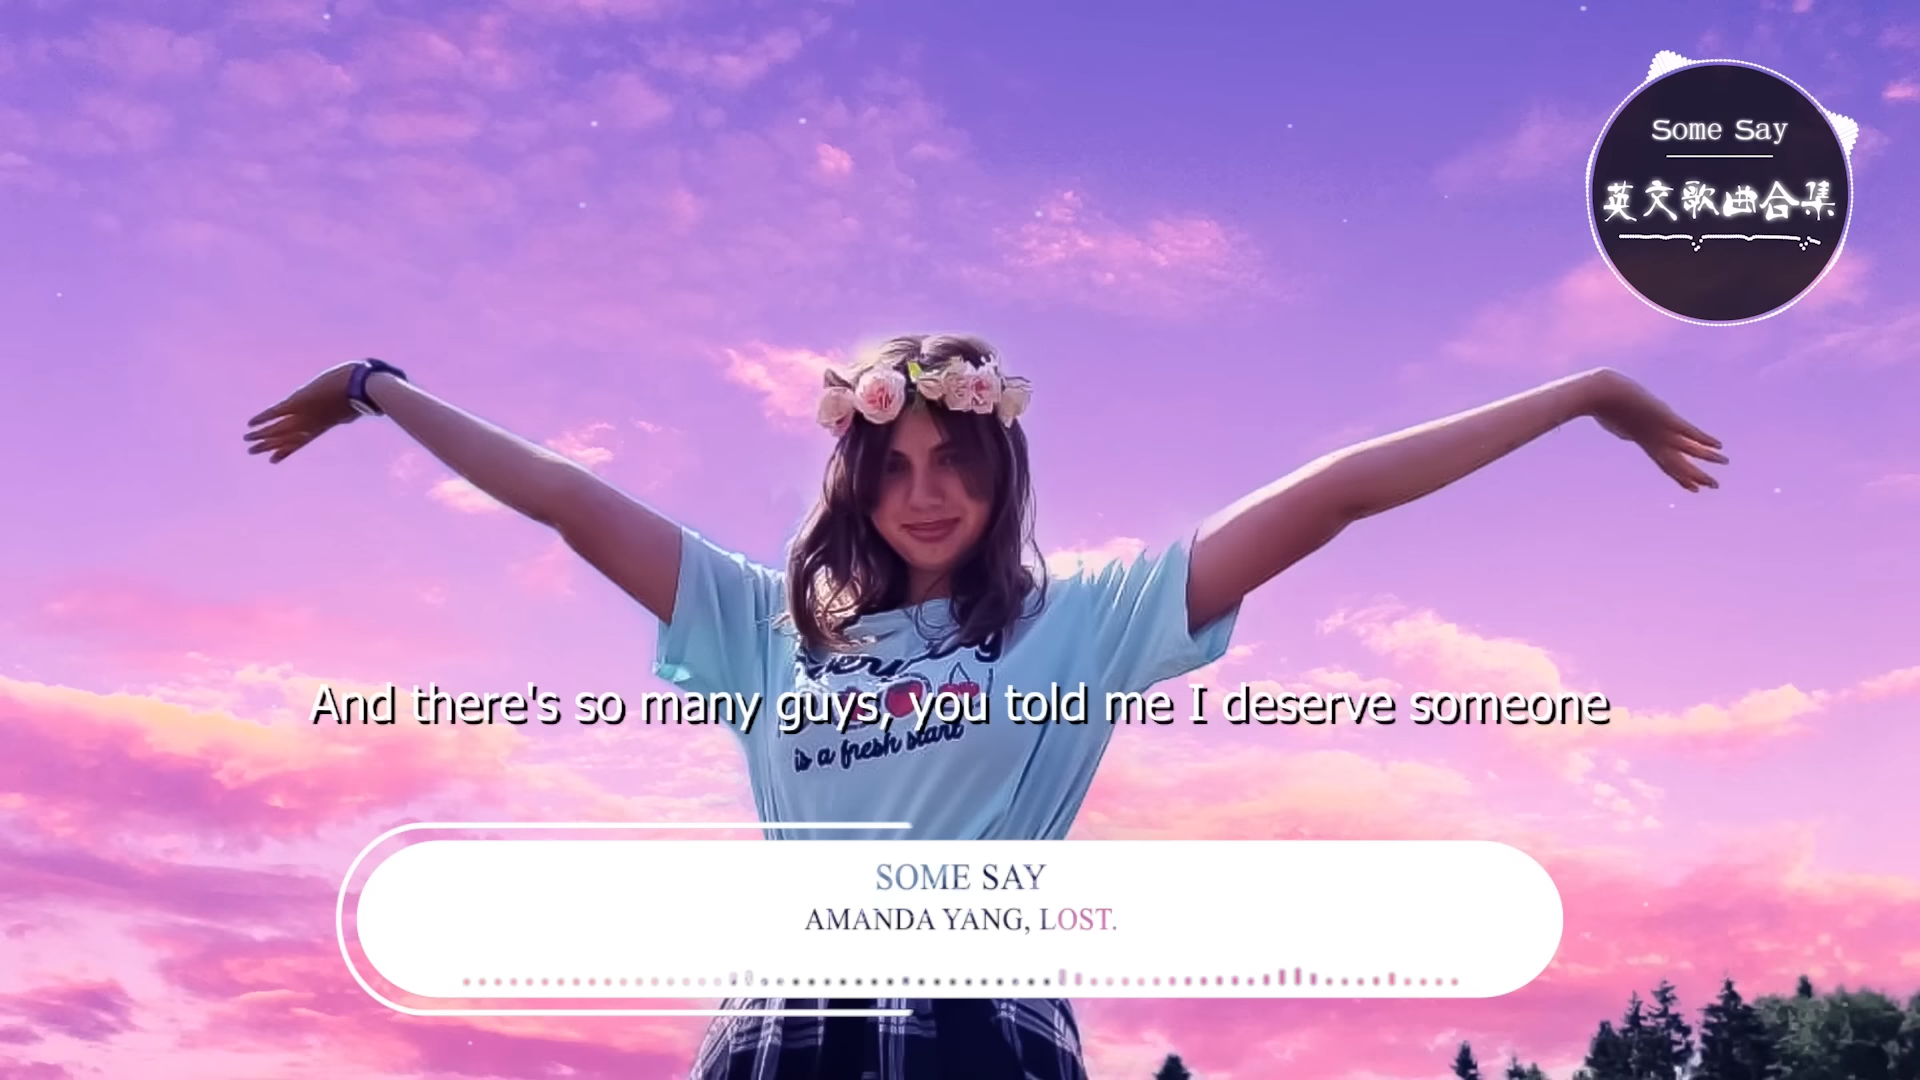 Some Say
英文歌曲合集
is a fresh start
And there's so many guys, you told me I deserve someone
SOME SAY
AMANDA YANG, LOST.